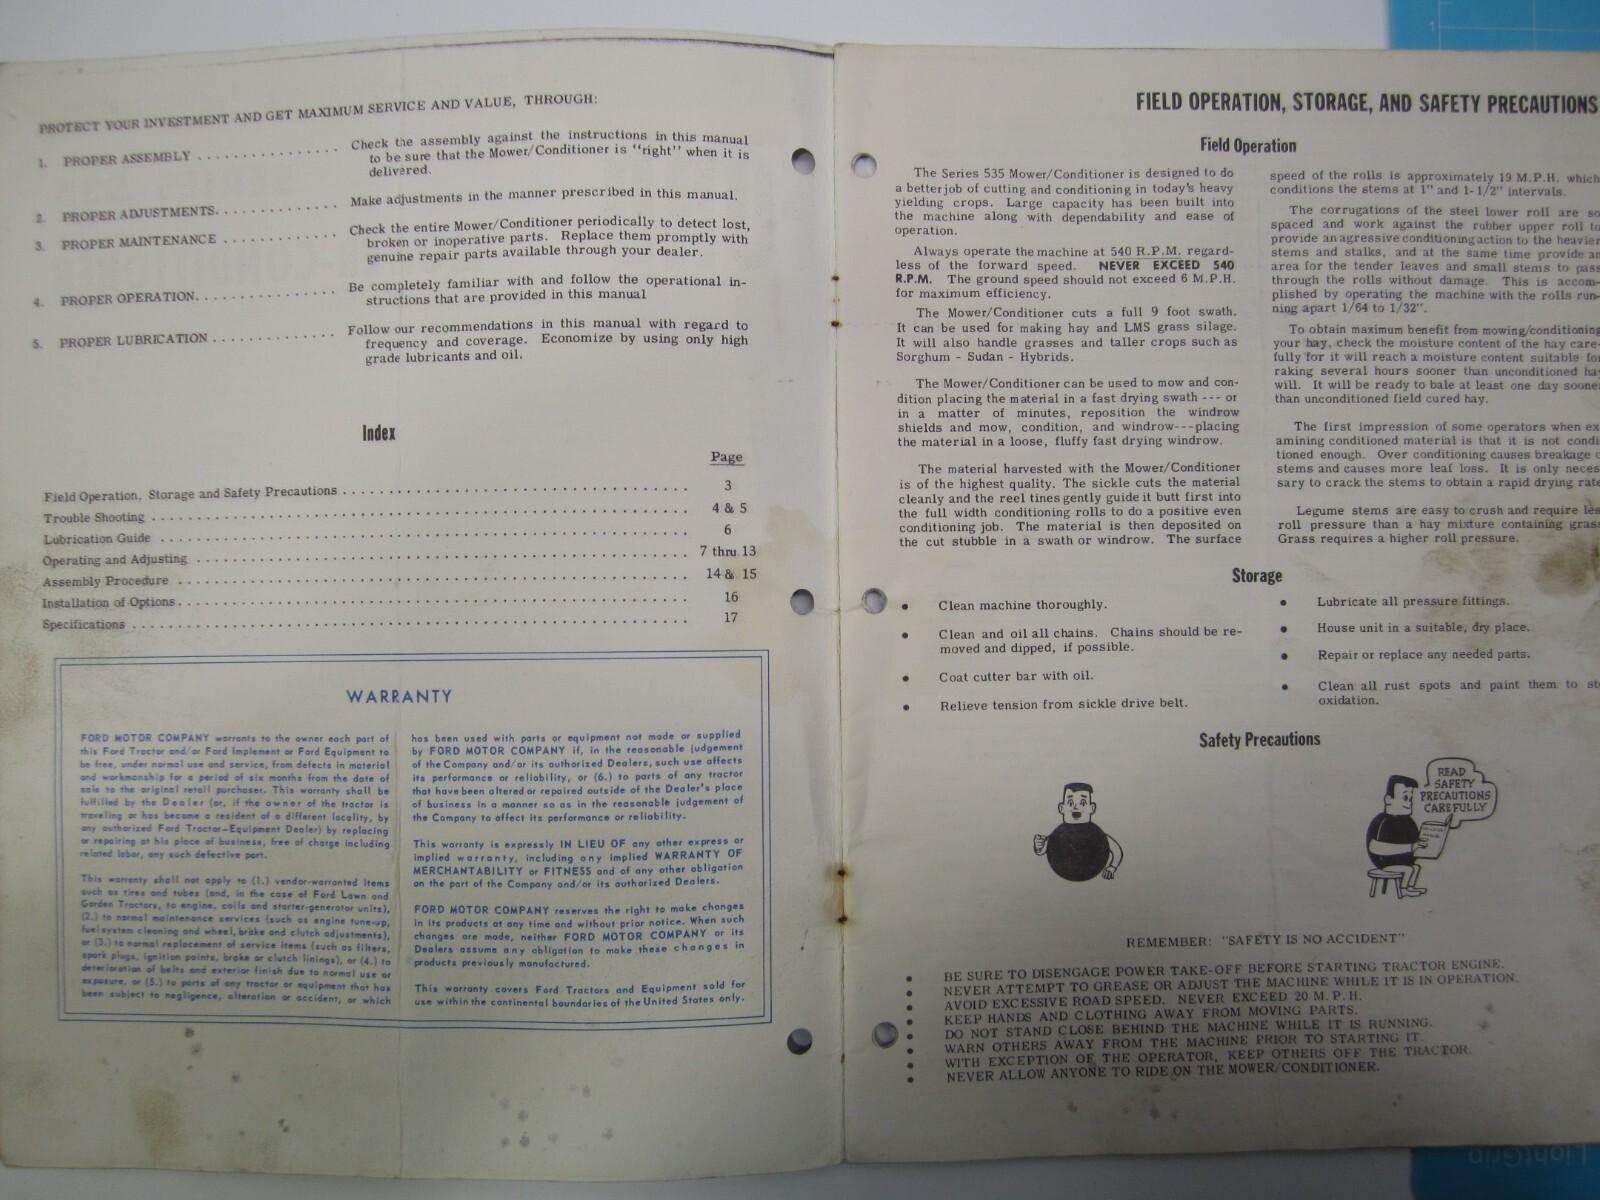 PROTECT YOUR INVESTMENT AND GET MAXIMUM SERVICE AND VALUE, THROUGH:
1. PROPER ASSEMBLY . . . . . . . . . . . . . . . Check the assembly against the instructions in this manual
to be sure that the Mower/Conditioner is "right" when it is
delivered.
2. PROPER ADJUSTMENTS. . . . . . . . . . . . . Make adjustments in the manner prescribed in this manual.
3. PROPER MAINTENANCE . . . . . . . . . . . . Check the entire Mower/Conditioner periodically to detect lost,
broken or inoperative parts. Replace them promptly with
genuine repair parts available through your dealer.
4. PROPER OPERATION. . . . . . . . . . . . . . . Be completely familiar with and follow the operational in-
structions that are provided in this manual
5. PROPER LUBRICATION . . . . . . . . . . . . . Follow our recommendations in this manual with regard to
frequency and coverage. Economize by using only high
grade lubricants and oil.
Index
Page
Field Operation, Storage and Safety Precautions . . . . . . . . . . 3
Trouble Shooting . . . . . . . . . . 4 & 5
Lubrication Guide . . . . . . . . . . 6
Operating and Adjusting . . . . . . . . . . 7 thru 13
Assembly Procedure . . . . . . . . . . 14 & 15
Installation of Options . . . . . . . . . . 16
Specifications . . . . . . . . . . 17
WARRANTY
FORD MOTOR COMPANY warrants to the owner each part of
this Ford Tractor and/or Ford Implement or Ford Equipment to
be free, under normal use and service, from defects in material
and workmanship for a period of six months from the date of
sale to the original retail purchaser. This warranty shall be
fulfilled by the Dealer (or, if the owner of the tractor is
traveling or has become a resident of a different locality, by
any authorized Ford Tractor–Equipment Dealer) by replacing
or repairing at his place of business, free of charge including
related labor, any such defective part.
This warranty shall not apply to (1.) vendor-warranted items
such as tires and tubes (and, in the case of Ford Lawn and
Garden Tractors, to engine, coils and starter-generator units),
(2.) to normal maintenance services (such as engine tune-up,
fuel system cleaning and wheel, brake and clutch adjustments),
or (3.) to normal replacement of service items (such as filters,
spark plugs, ignition points, brake or clutch linings), or (4.) to
deterioration of belts and exterior finish due to normal use or
exposure, or (5.) to parts of any tractor or equipment that has
been subject to negligence, alteration or accident, or which
has been used with parts or equipment not made or supplied
by FORD MOTOR COMPANY if, in the reasonable judgement
of the Company and/or its authorized Dealers, such use affects
its performance or reliability, or (6.) to parts of any tractor
that have been altered or repaired outside of the Dealer's place
of business in a manner so as in the reasonable judgement of
the Company to affect its performance or reliability.
This warranty is expressly IN LIEU OF any other express or
implied warranty, including any implied WARRANTY OF
MERCHANTABILITY or FITNESS and of any other obligation
on the part of the Company and/or its authorized Dealers.
FORD MOTOR COMPANY reserves the right to make changes
in its products at any time and without prior notice. When such
changes are made, neither FORD MOTOR COMPANY or its
Dealers assume any obligation to make these changes in
products previously manufactured.
This warranty covers Ford Tractors and Equipment sold for
use within the continental boundaries of the United States only.
FIELD OPERATION, STORAGE, AND SAFETY PRECAUTIONS
Field Operation
The Series 535 Mower/Conditioner is designed to do
a better job of cutting and conditioning in today's heavy
yielding crops. Large capacity has been built into
the machine along with dependability and ease of
operation.
Always operate the machine at 540 R.P.M. regard-
less of the forward speed. NEVER EXCEED 540
R.P.M. The ground speed should not exceed 6 M.P.H.
for maximum efficiency.
The Mower/Conditioner cuts a full 9 foot swath.
It can be used for making hay and LMS grass silage.
It will also handle grasses and taller crops such as
Sorghum - Sudan - Hybrids.
The Mower/Conditioner can be used to mow and con-
dition placing the material in a fast drying swath --- or
in a matter of minutes, reposition the windrow
shields and mow, condition, and windrow---placing
the material in a loose, fluffy fast drying windrow.
The material harvested with the Mower/Conditioner
is of the highest quality. The sickle cuts the material
cleanly and the reel tines gently guide it butt first into
the full width conditioning rolls to do a positive even
conditioning job. The material is then deposited on
the cut stubble in a swath or windrow. The surface
speed of the rolls is approximately 19 M.P.H. which
conditions the stems at 1" and 1-1/2" intervals.
The corrugations of the steel lower roll are so
spaced and work against the rubber upper roll to
provide an agressive conditioning action to the heavier
stems and stalks, and at the same time provide an
area for the tender leaves and small stems to pass
through the rolls without damage. This is accom-
plished by operating the machine with the rolls run-
ning apart 1/64 to 1/32".
To obtain maximum benefit from mowing/conditioning
your hay, check the moisture content of the hay care-
fully for it will reach a moisture content suitable for
raking several hours sooner than unconditioned hay
will. It will be ready to bale at least one day sooner
than unconditioned field cured hay.
The first impression of some operators when ex
amining conditioned material is that it is not condi
tioned enough. Over conditioning causes breakage o
stems and causes more leaf loss. It is only neces
sary to crack the stems to obtain a rapid drying rate
Legume stems are easy to crush and require les
roll pressure than a hay mixture containing grass
Grass requires a higher roll pressure.
Storage
• Clean machine thoroughly.
• Clean and oil all chains. Chains should be re-
moved and dipped, if possible.
• Coat cutter bar with oil.
• Relieve tension from sickle drive belt.
• Lubricate all pressure fittings.
• House unit in a suitable, dry place.
• Repair or replace any needed parts.
• Clean all rust spots and paint them to st
oxidation.
Safety Precautions
READ
SAFETY
PRECAUTIONS
CAREFULLY
REMEMBER: "SAFETY IS NO ACCIDENT"
• BE SURE TO DISENGAGE POWER TAKE-OFF BEFORE STARTING TRACTOR ENGINE.
• NEVER ATTEMPT TO GREASE OR ADJUST THE MACHINE WHILE IT IS IN OPERATION.
• AVOID EXCESSIVE ROAD SPEED. NEVER EXCEED 20 M.P.H.
• KEEP HANDS AND CLOTHING AWAY FROM MOVING PARTS.
• DO NOT STAND CLOSE BEHIND THE MACHINE WHILE IT IS RUNNING.
• WARN OTHERS AWAY FROM THE MACHINE PRIOR TO STARTING IT
• WITH EXCEPTION OF THE OPERATOR, KEEP OTHERS OFF THE TRACTOR.
• NEVER ALLOW ANYONE TO RIDE ON THE MOWER/CONDITIONER.
1
LightGrip